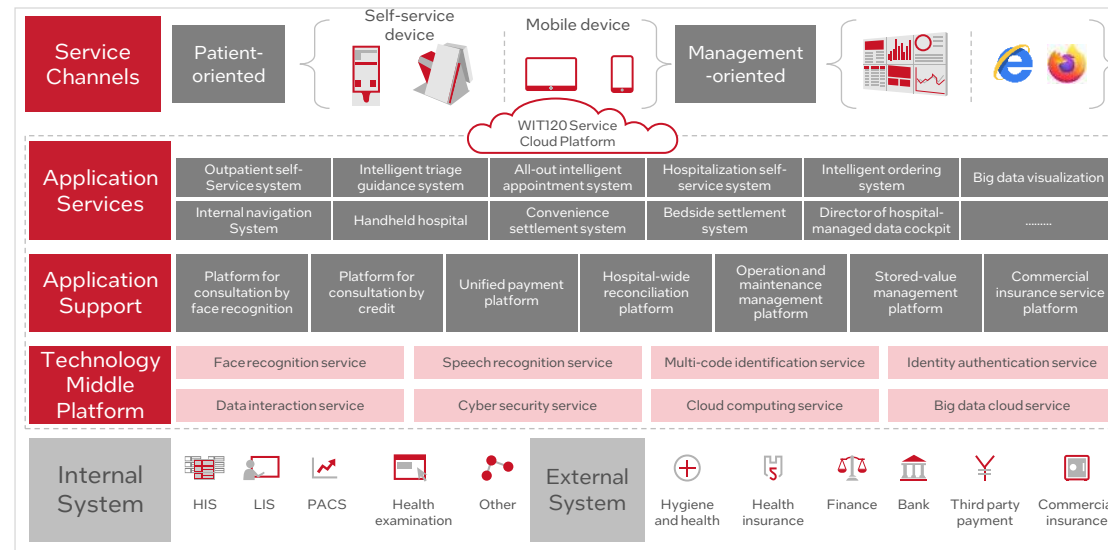 Service
Channels
Patient-
oriented
Self-service
device
Mobile device
Management
-oriented
WIT120 Service
Cloud Platform
Application
Services
Outpatient self-
Service system
Intelligent triage
guidance system
All-out intelligent
appointment system
Hospitalization self-
service system
Intelligent ordering
system
Big data visualization
Internal navigation
System
Handheld hospital
Convenience
settlement system
Bedside settlement
system
Director of hospital-
managed data cockpit
.........
Application
Support
Platform for
consultation by
face recognition
Platform for
consultation by
credit
Unified payment
platform
Hospital-wide
reconciliation
platform
Operation and
maintenance
management
platform
Stored-value
management
platform
Commercial
insurance service
platform
Technology
Middle
Platform
Face recognition service
Speech recognition service
Multi-code identification service
Identity authentication service
Data interaction service
Cyber security service
Cloud computing service
Big data cloud service
Internal
System
HIS
LIS
PACS
Health
examination
Other
External
System
Hygiene
and health
Health
insurance
Finance
Bank
Third party
payment
Commercial
insurance